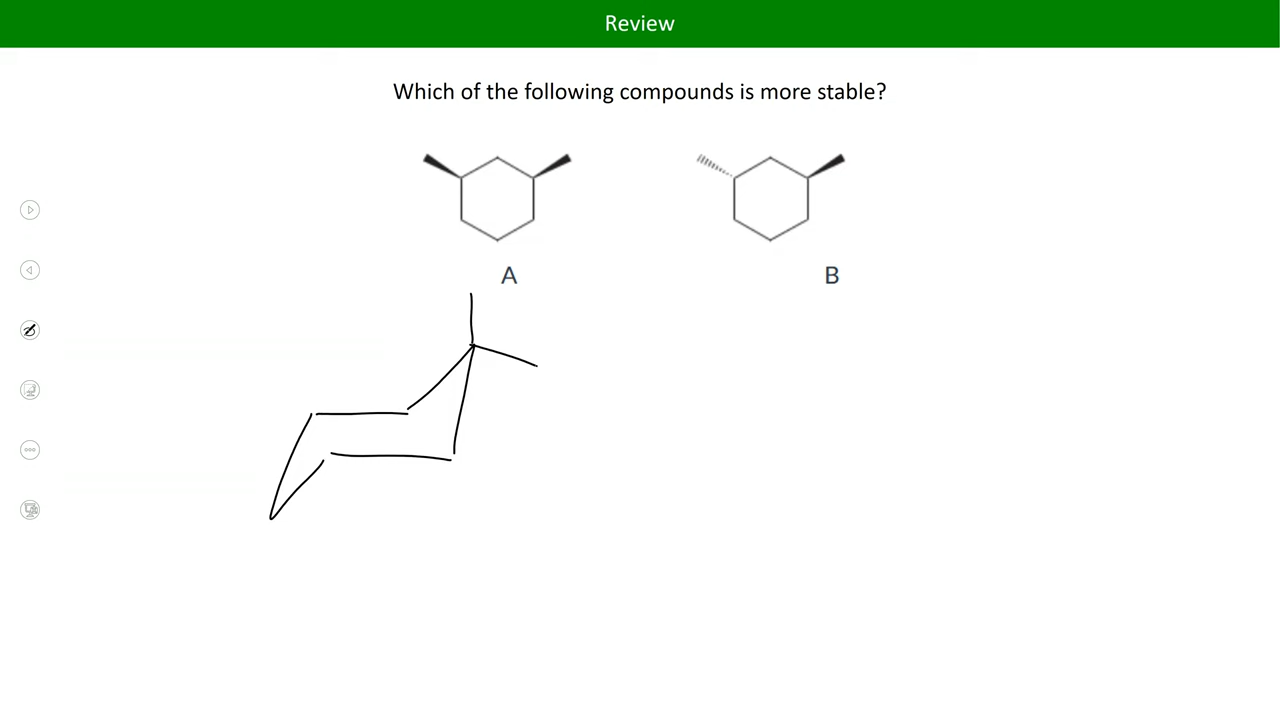 Review
Which of the following compounds is more stable?
A
B